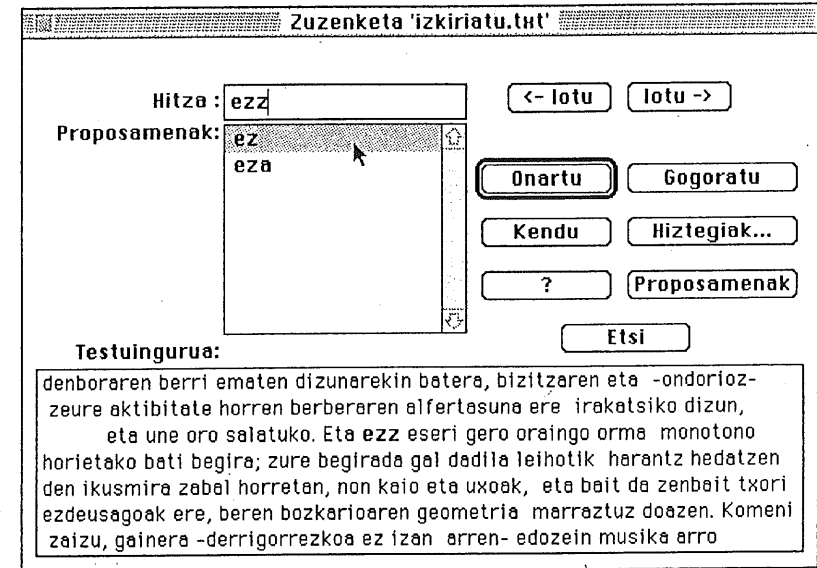 Zuzenketa 'izkiriatu.txt'
Hitza : ezz
<- lotu
lotu ->
Proposamenak:
ez
eza
Onartu
Gogoratu
Kendu
Hiztegiak...
?
Proposamenak
Etsi
Testuingurua:
denboraren berri ematen dizunarekin batera, bizitzaren eta -ondorioz-
zeure aktibitate horren berberaren alfertasuna ere irakatsiko dizun,
eta une oro salatuko. Eta ezz eseri gero oraingo orma monotono
horietako bati begira; zure begirada gal dadila leihotik harantz hedatzen
den ikusmira zabal horretan, non kaio eta uxoak, eta bait da zenbait txori
ezdeusagoak ere, beren bozkarioaren geometria marraztuz doazen. Komeni
zaizu, gainera -derrigorrezkoa ez izan arren- edozein musika arro